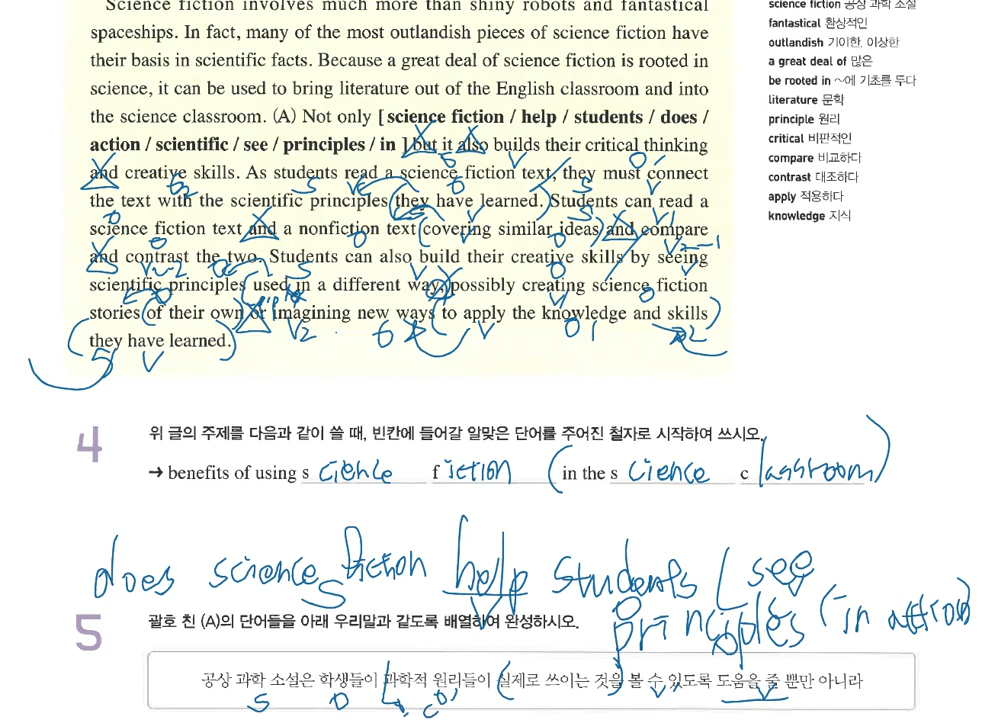 Science fiction involves much more than shiny robots and fantastical
spaceships. In fact, many of the most outlandish pieces of science fiction have
their basis in scientific facts. Because a great deal of science fiction is rooted in
science, it can be used to bring literature out of the English classroom and into
the science classroom. (A) Not only [ science fiction / help / students / does /
action / scientific / see / principles / in ] but it also builds their critical thinking
and creative skills. As students read a science fiction text, they must connect
the text with the scientific principles they have learned. Students can read a
science fiction text and a nonfiction text covering similar ideas and compare
and contrast the two. Students can also build their creative skills by seeing
scientific principles used in a different way, possibly creating science fiction
stories of their own or imagining new ways to apply the knowledge and skills
they have learned.
science fiction 공상 과학 소설
fantastical 환상적인
outlandish 기이한, 이상한
a great deal of 많은
be rooted in ~에 기초를 두다
literature 문학
principle 원리
critical 비판적인
compare 비교하다
contrast 대조하다
apply 적용하다
knowledge 지식
4 위 글의 주제를 다음과 같이 쓸 때, 빈칸에 들어갈 알맞은 단어를 주어진 철자로 시작하여 쓰시오.
→ benefits of using s cience f iction (in the s cience c lassroom)
does science fiction help students see
principles (in action)
5 괄호 친 (A)의 단어들을 아래 우리말과 같도록 배열하여 완성하시오.
공상 과학 소설은 학생들이 과학적 원리들이 실제로 쓰이는 것을 볼 수 있도록 도움을 줄 뿐만 아니라